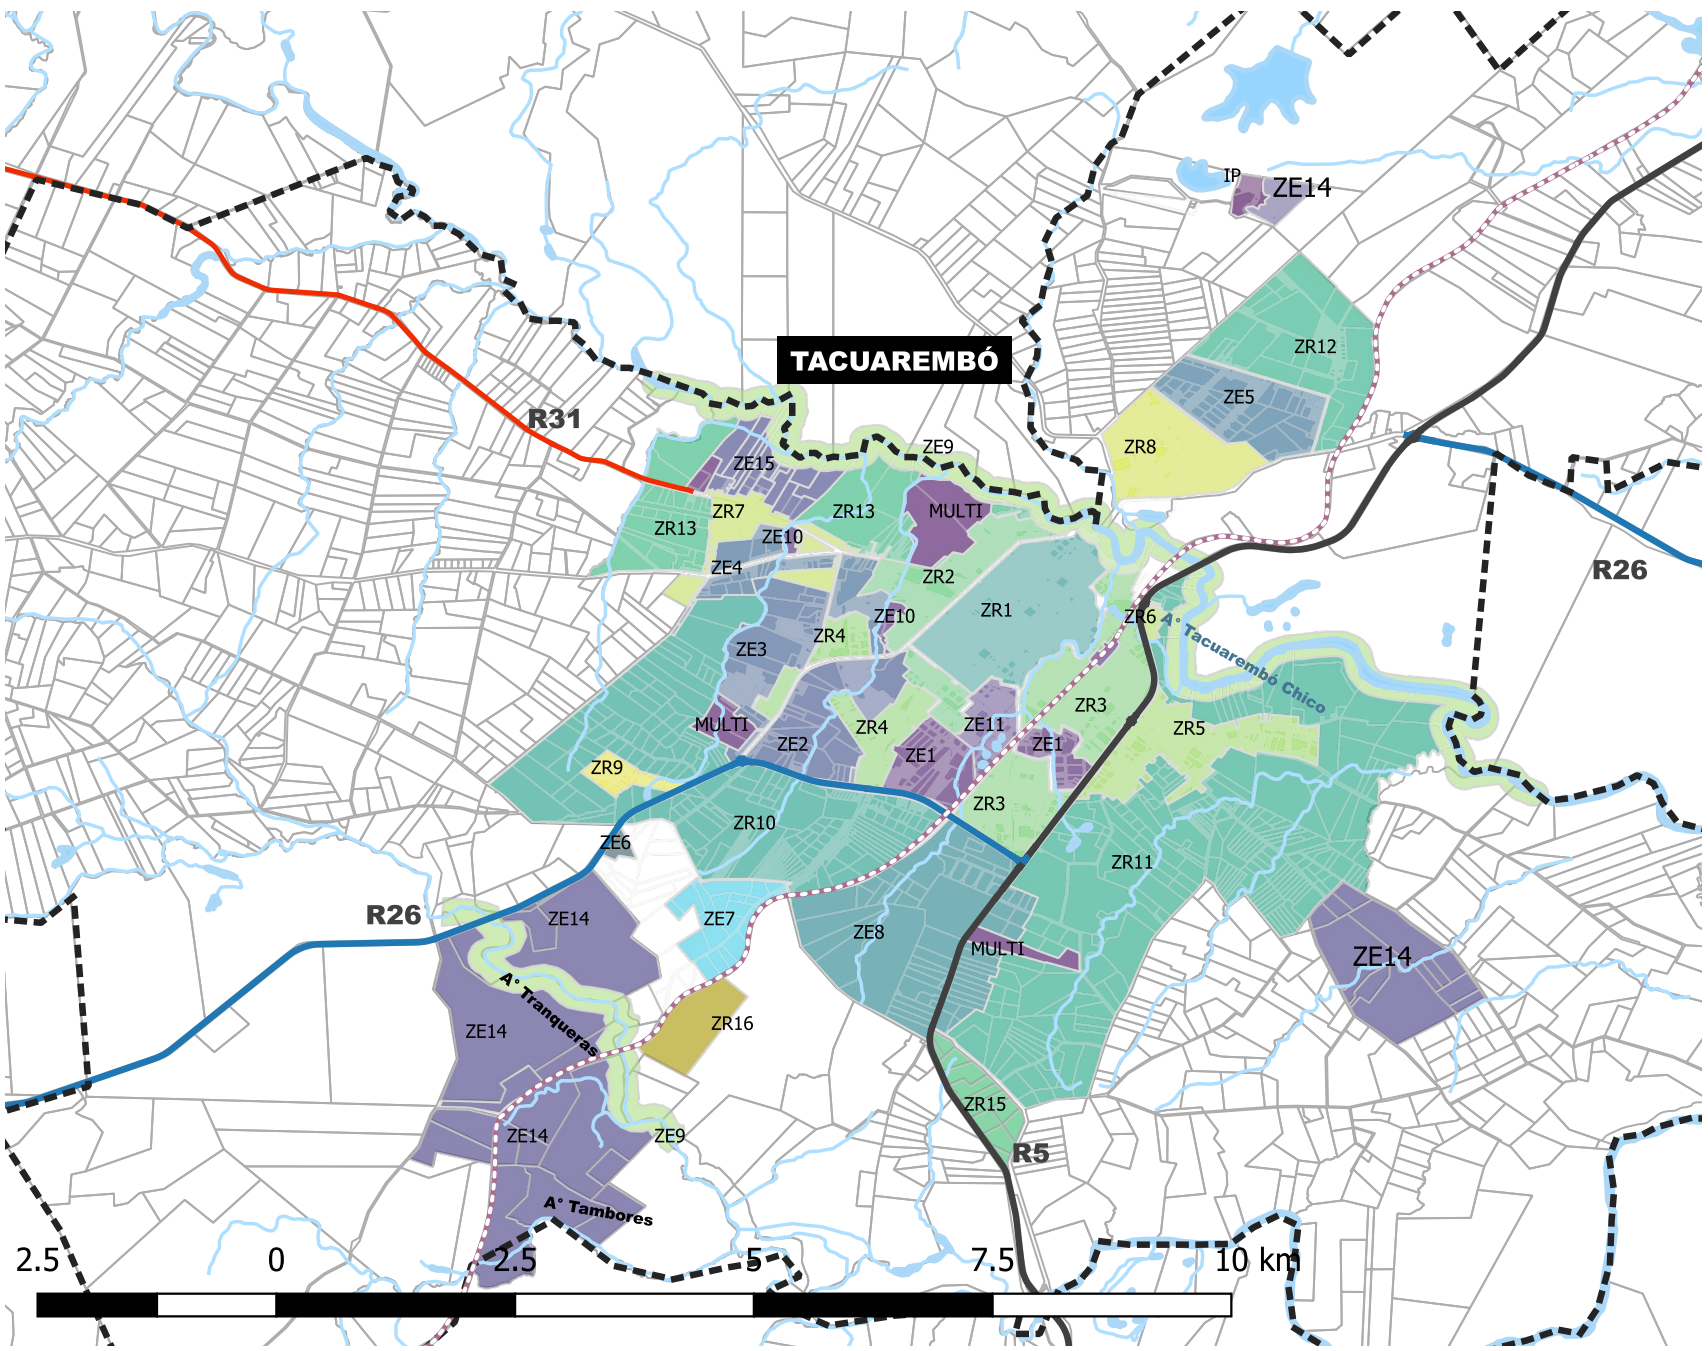 IP
ZE14
ZR12
TACUAREMBÓ
ZE5
R31
ZE9
ZR8
ZE15
ZR7
ZR13
MULTI
ZR13
ZE10
ZE4
R26
ZR2
ZR1
ZE10
ZR6
A° Tacuarembó Chico
ZR4
ZE3
ZR3
MULTI
ZR4
ZE11
ZR5
ZE2
ZE1
ZE1
ZR9
ZR3
ZR10
ZE6
ZR11
R26
ZE14
ZE7
ZE8
MULTI
ZE14
A° Tranqueras
ZE14
ZR16
ZR15
ZE14
ZE9
R5
A° Tambores
2.5 0 2.5 5 7.5 10 km